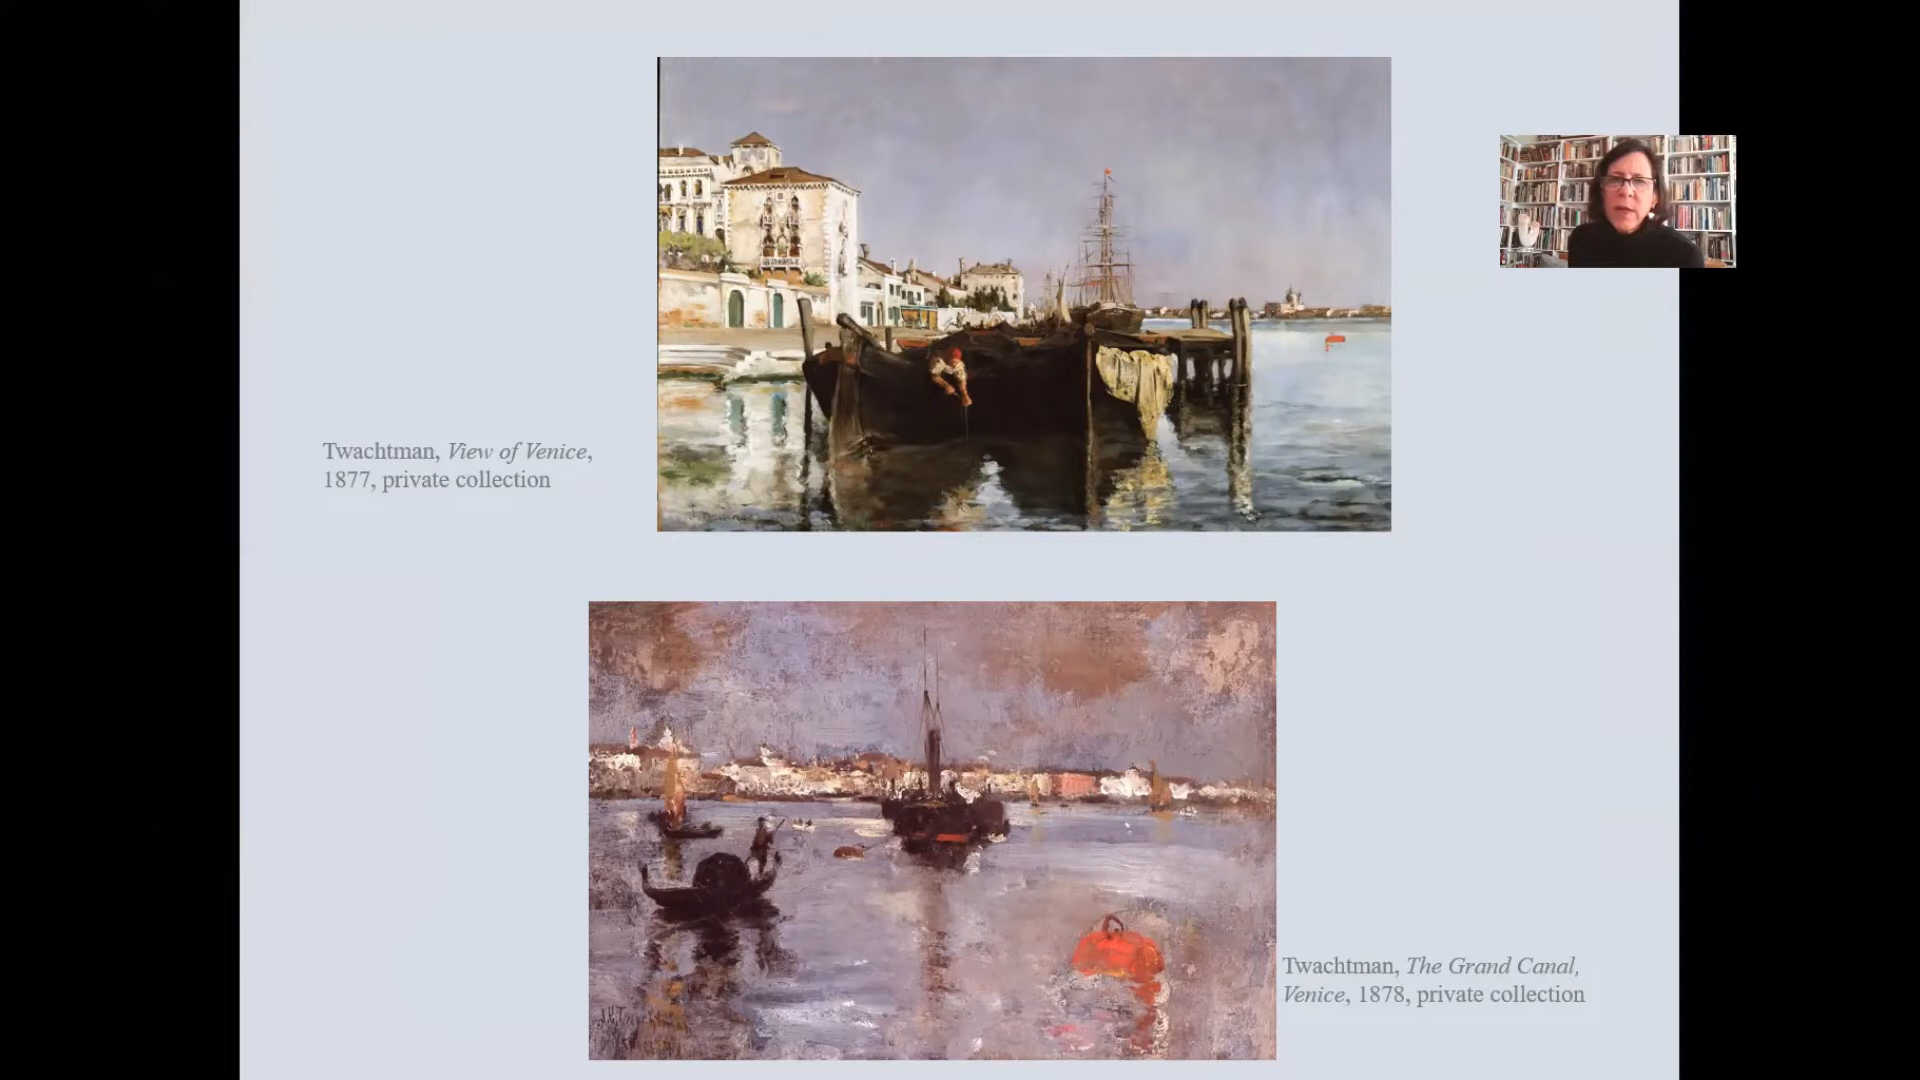 Twachtman, View of Venice,
1877, private collection
Twachtman, The Grand Canal,
Venice, 1878, private collection